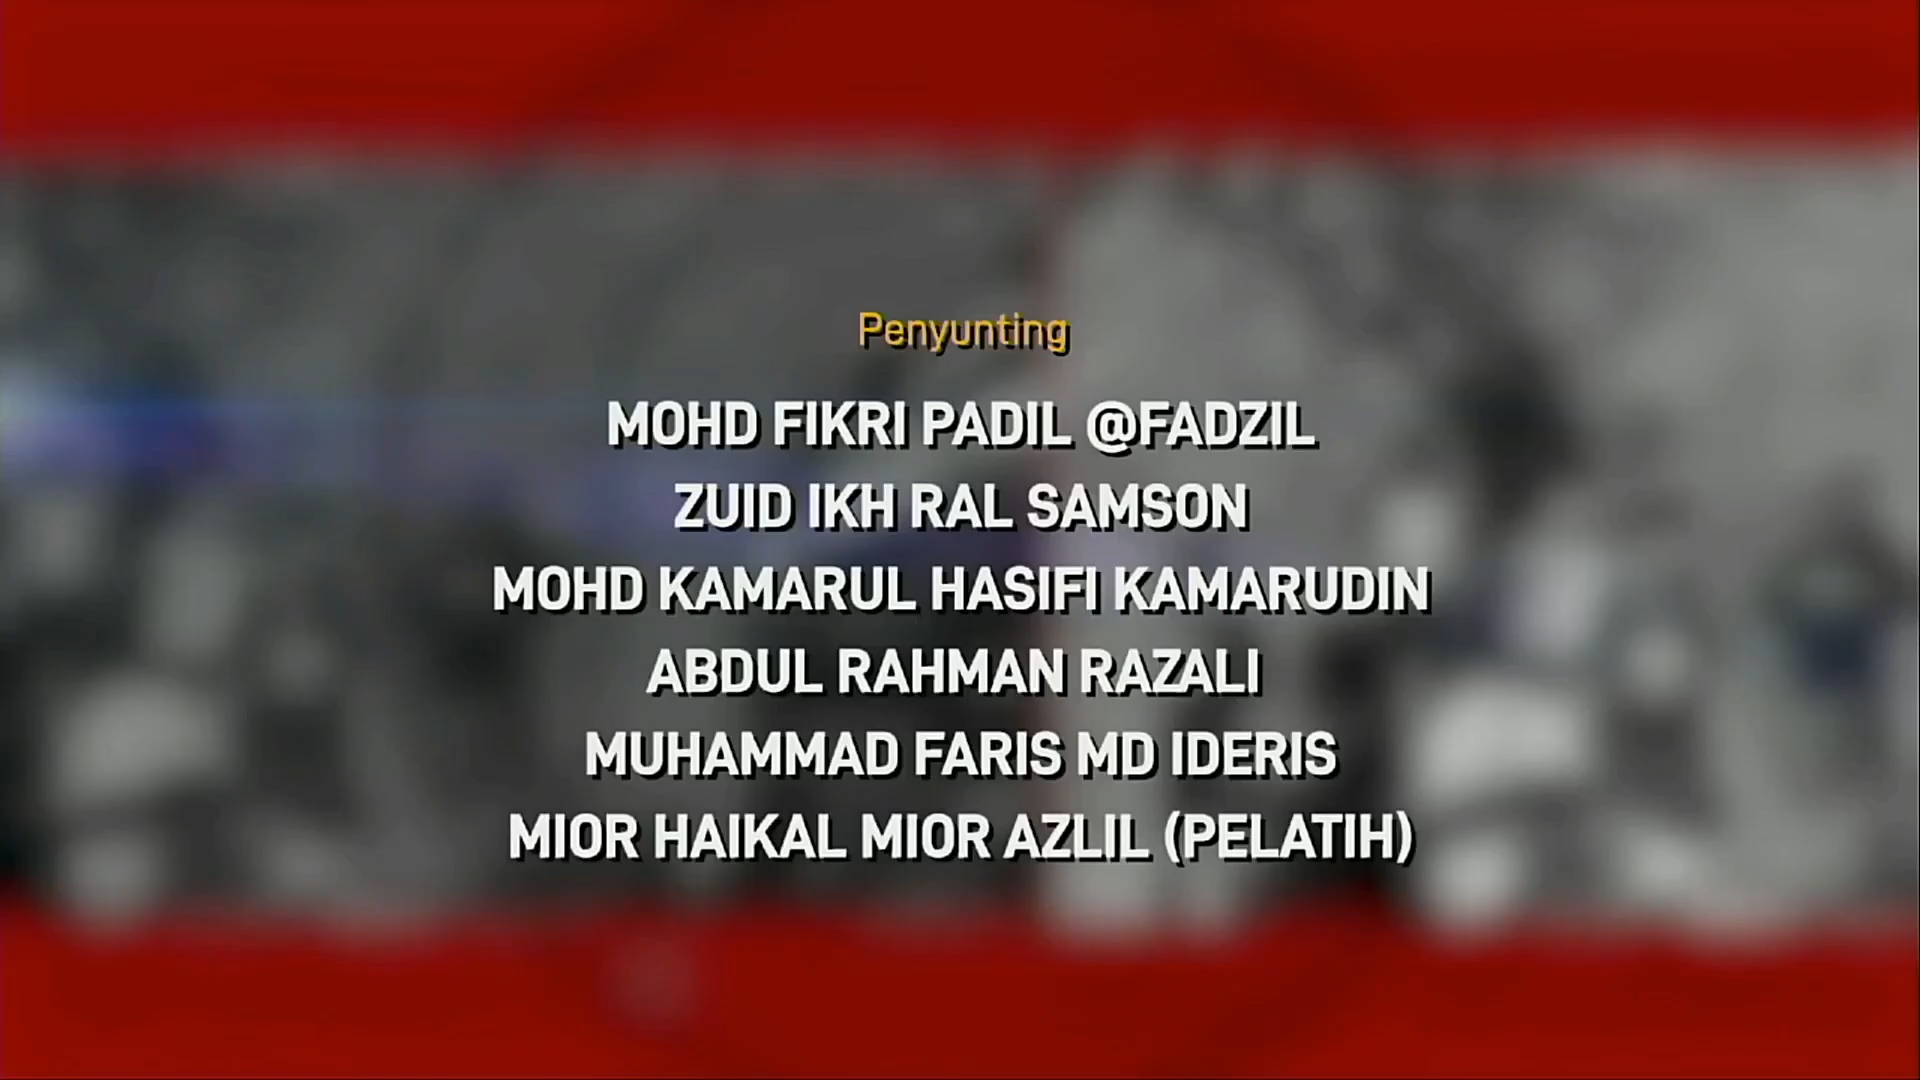 Penyunting
MOHD FIKRI PADIL @FADZIL
ZUID IKH RAL SAMSON
MOHD KAMARUL HASIFI KAMARUDIN
ABDUL RAHMAN RAZALI
MUHAMMAD FARIS MD IDERIS
MIOR HAIKAL MIOR AZLIL (PELATIH)